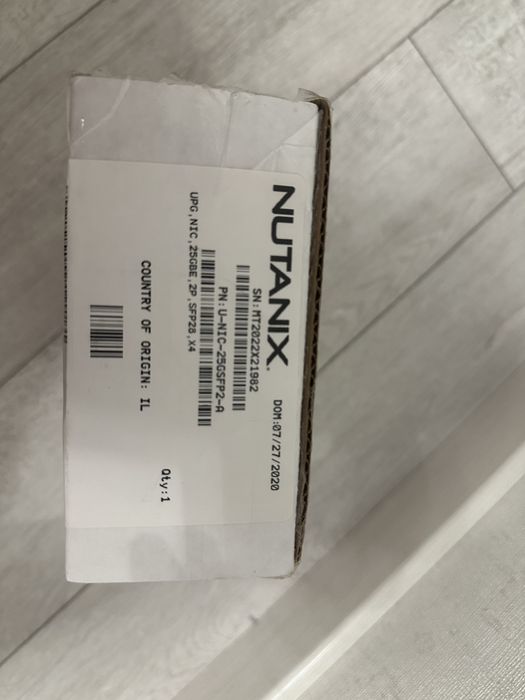 NUTANIX.
DOM:07/27/2020
SN:MT2022X21982
PN:U-NIC-25GSFP2-A
UPG,NIC,25GBE,2P,SFP28,X4
Qty:1
COUNTRY OF ORIGIN: IL